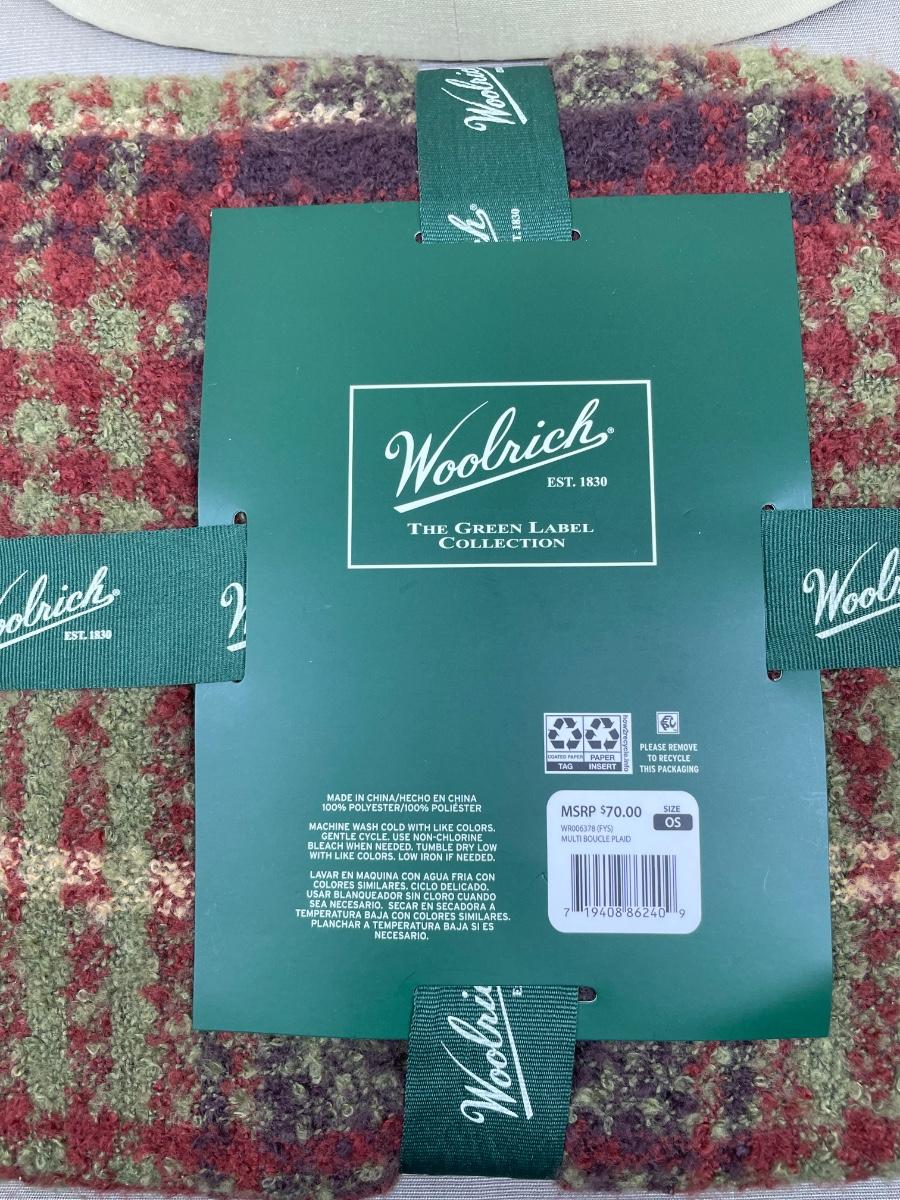 Woolrich
T. 1830
Woolrich®
EST. 1830
THE GREEN LABEL
COLLECTION
oolrich®
EST. 1830
how2recycle.info
COATED PAPER
TAG
PAPER
INSERT
PLEASE REMOVE
TO RECYCLE
THIS PACKAGING
MADE IN CHINA/HECHO EN CHINA
100% POLYESTER/100% POLIÉSTER
MACHINE WASH COLD WITH LIKE COLORS.
GENTLE CYCLE. USE NON-CHLORINE
BLEACH WHEN NEEDED. TUMBLE DRY LOW
WITH LIKE COLORS. LOW IRON IF NEEDED.
LAVAR EN MAQUINA CON AGUA FRIA CON
COLORES SIMILARES. CICLO DELICADO.
USAR BLANQUEADOR SIN CLORO CUANDO
SEA NECESARIO. SECAR EN SECADORA A
TEMPERATURA BAJA CON COLORES SIMILARES.
PLANCHAR A TEMPERATURA BAJA SI ES
NECESARIO.
MSRP $70.00
SIZE
OS
WR006378 (FYS)
MULTI BOUCLE PLAID
7 19408 86240 9
Woolri